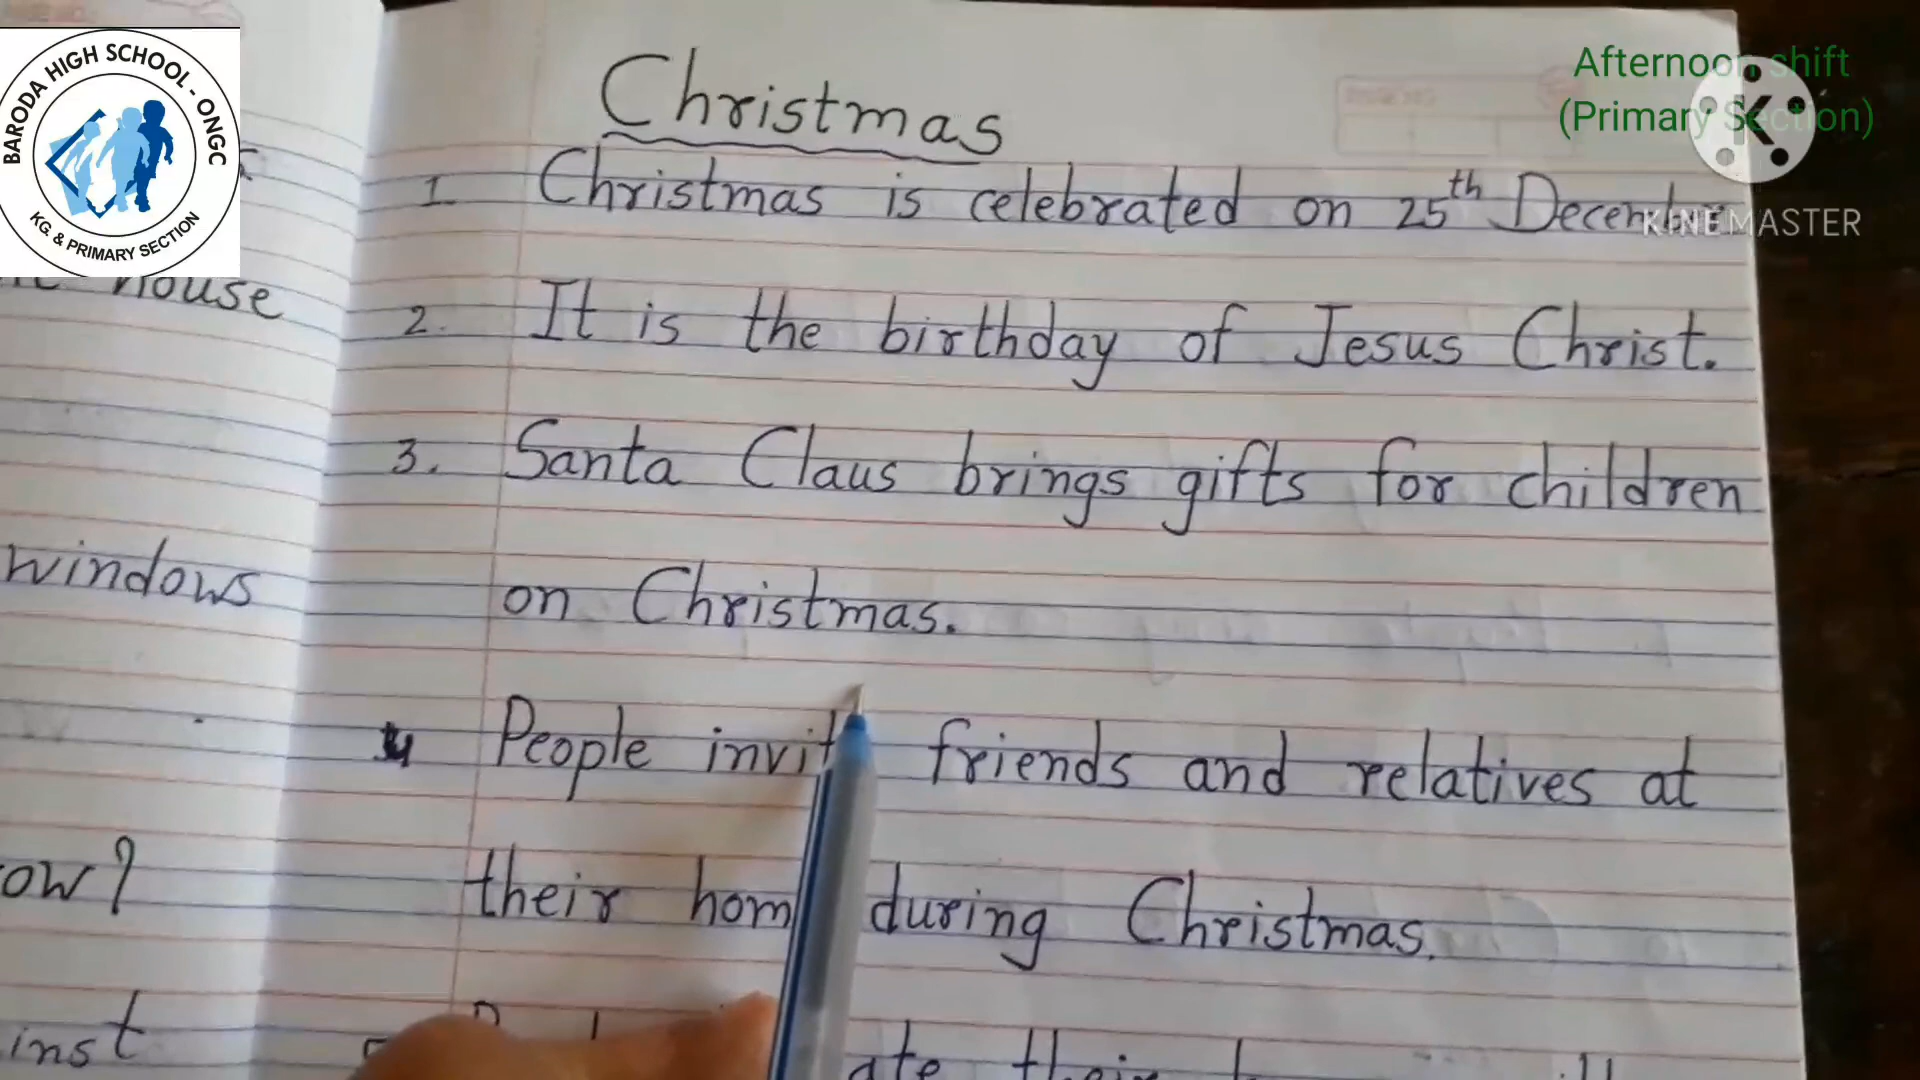 BARODA HIGH SCHOOL - ONGC
KG. & PRIMARY SECTION
Afternoon shift
(Primary Section)
KINEMASTER
Christmas
1. Christmas is celebrated on 25th December
2. It is the birthday of Jesus Christ.
3. Santa Claus brings gifts for children
on Christmas.
4 People invit friends and relatives at
their hom during Christmas.
their
house
windows
ow?
inst